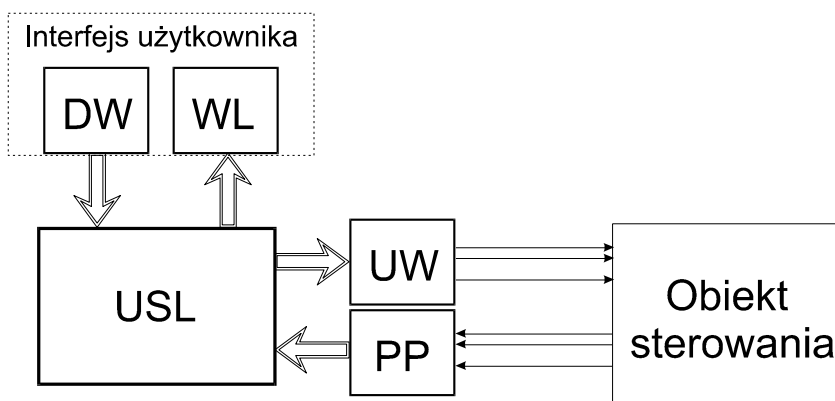 Interfejs użytkownika
DW
WL
USL
UW
PP
Obiekt
sterowania